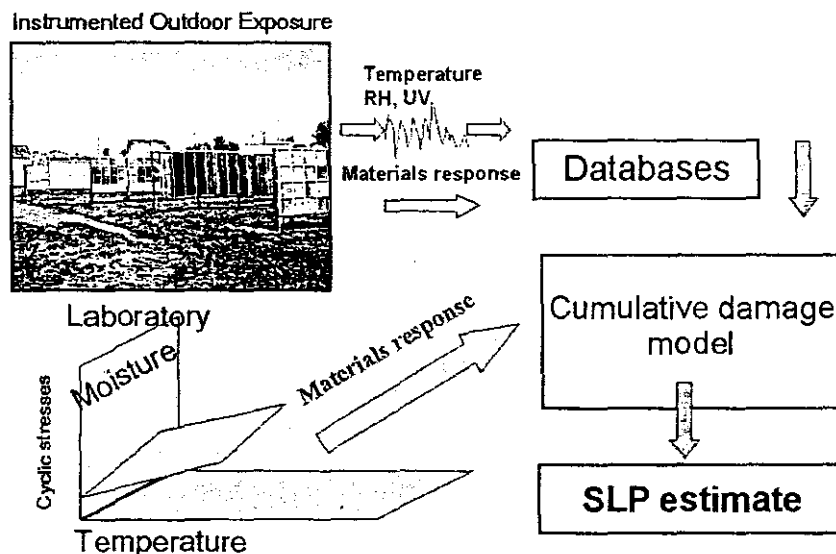 Instrumented Outdoor Exposure
Temperature
RH, UV
Materials response
Databases
Laboratory
Moisture
Cyclic stresses
Temperature
Materials response
Cumulative damage
model
SLP estimate